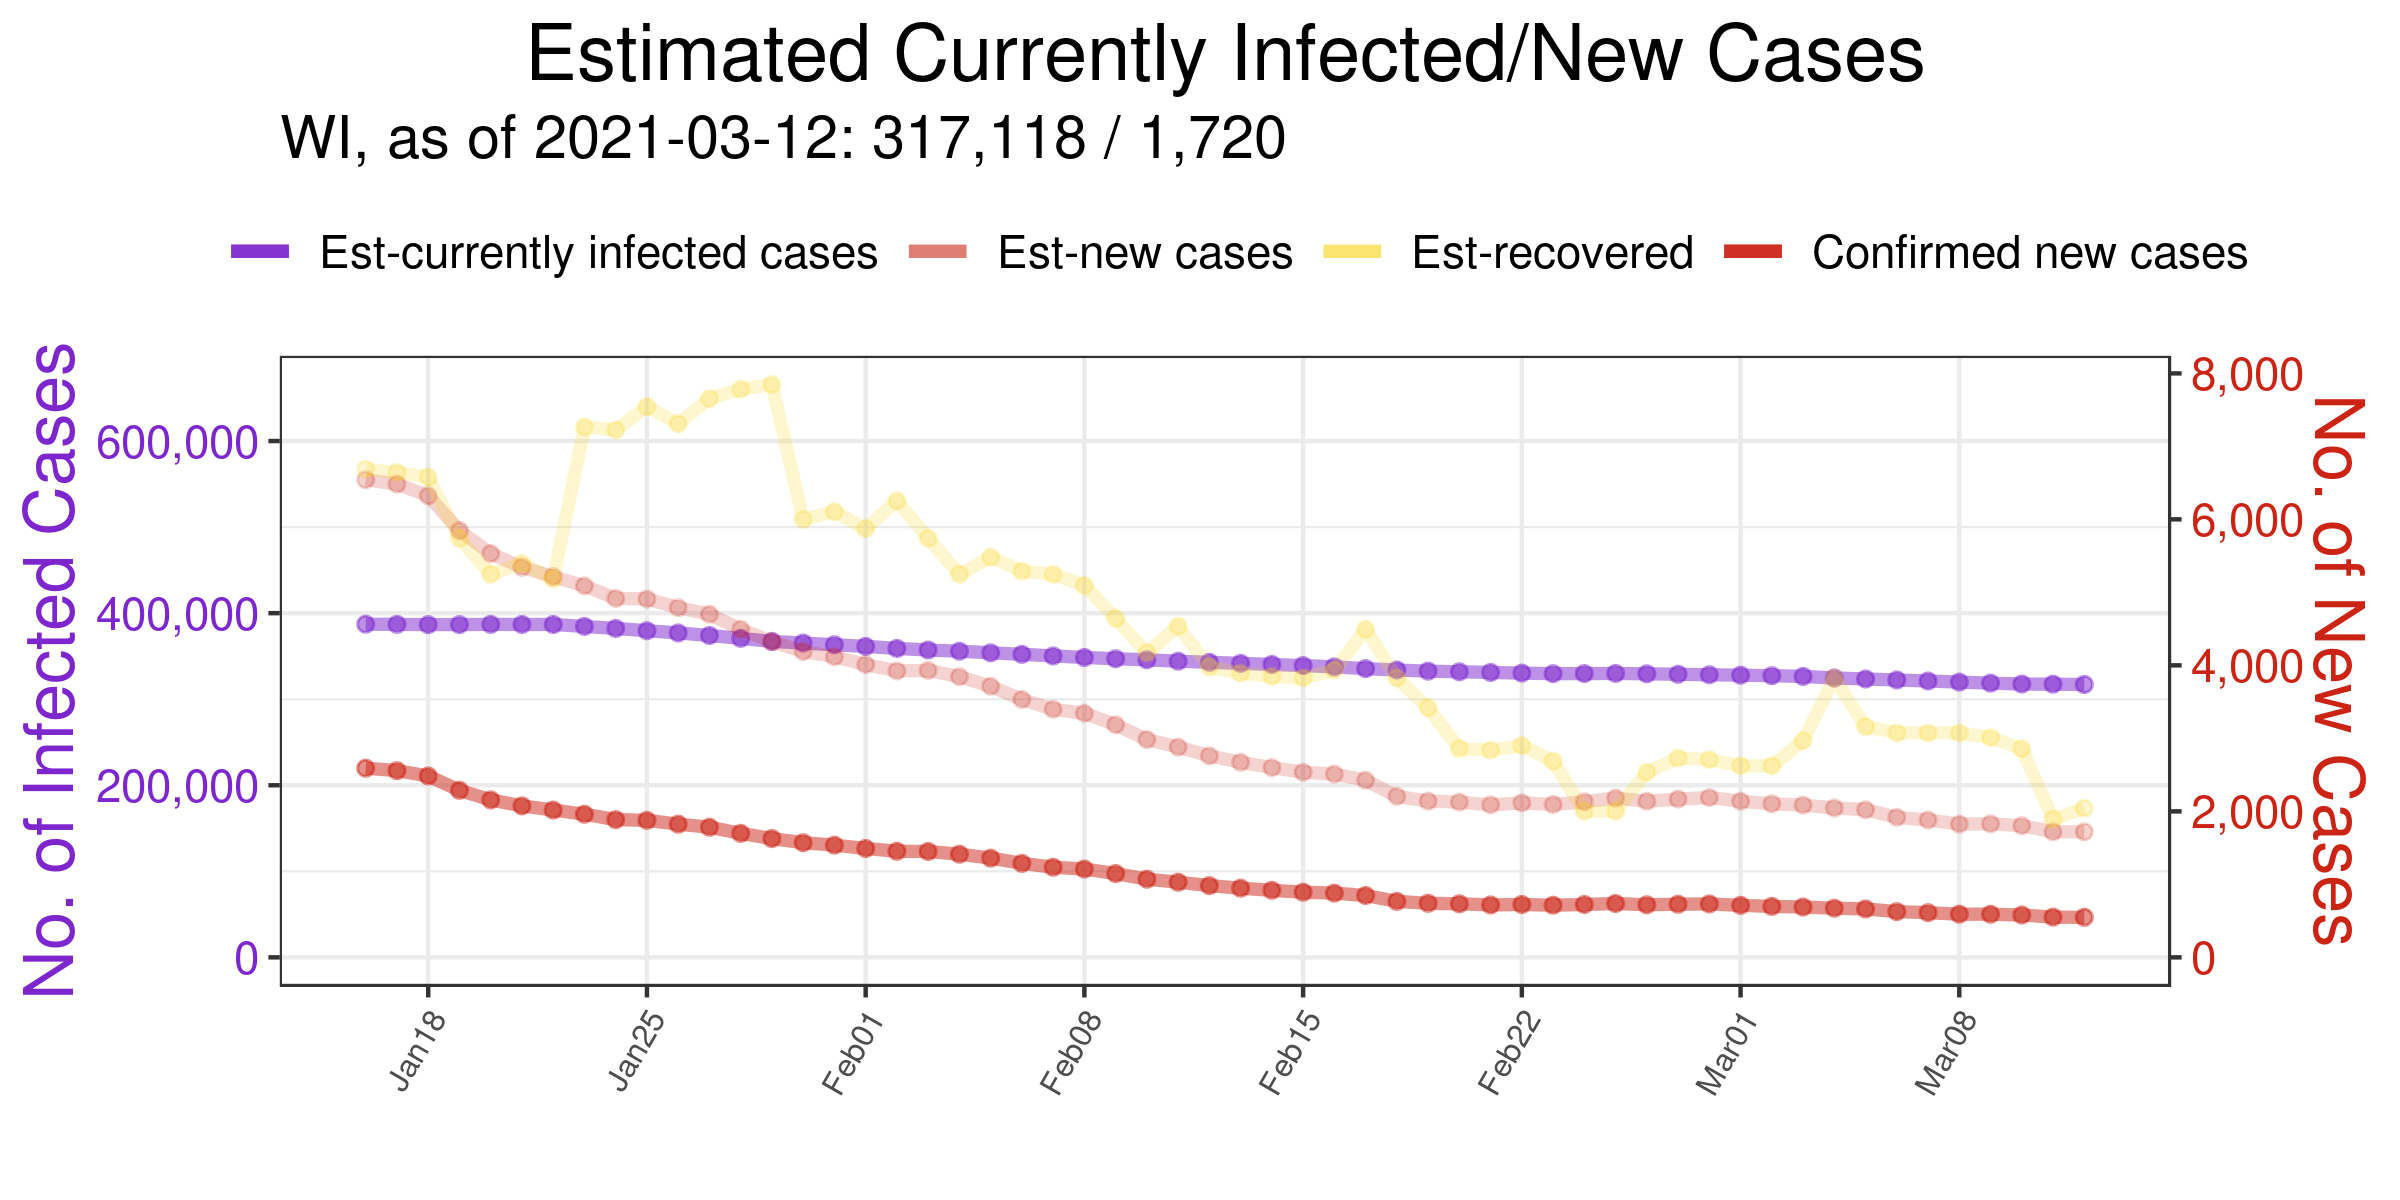 Estimated Currently Infected/New Cases
WI, as of 2021-03-12: 317,118 / 1,720
Est-currently infected cases
Est-new cases
Est-recovered
Confirmed new cases
No. of Infected Cases
600,000
400,000
200,000
0
8,000
6,000
4,000
2,000
0
No. of New Cases
Jan18
Jan25
Feb01
Feb08
Feb15
Feb22
Mar01
Mar08